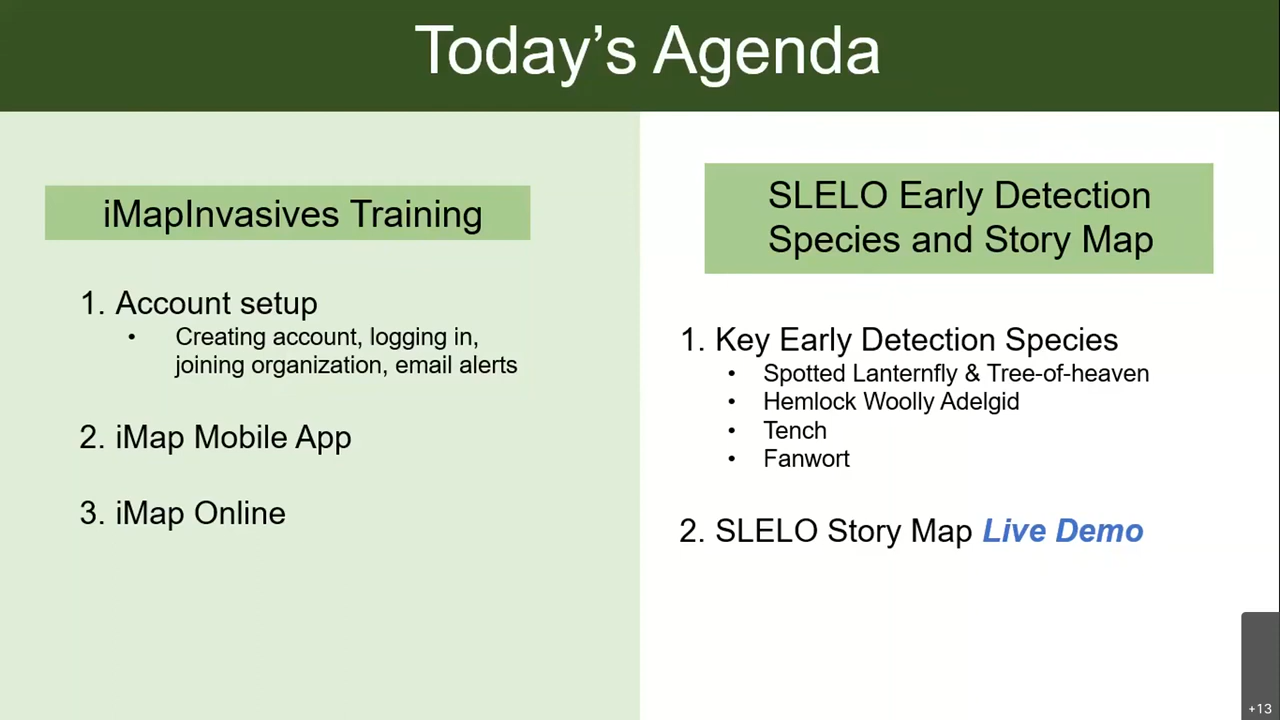 Today’s Agenda
iMapInvasives Training
1. Account setup
• Creating account, logging in,
joining organization, email alerts
2. iMap Mobile App
3. iMap Online
SLELO Early Detection
Species and Story Map
1. Key Early Detection Species
• Spotted Lanternfly & Tree-of-heaven
• Hemlock Woolly Adelgid
• Tench
• Fanwort
2. SLELO Story Map Live Demo
+13